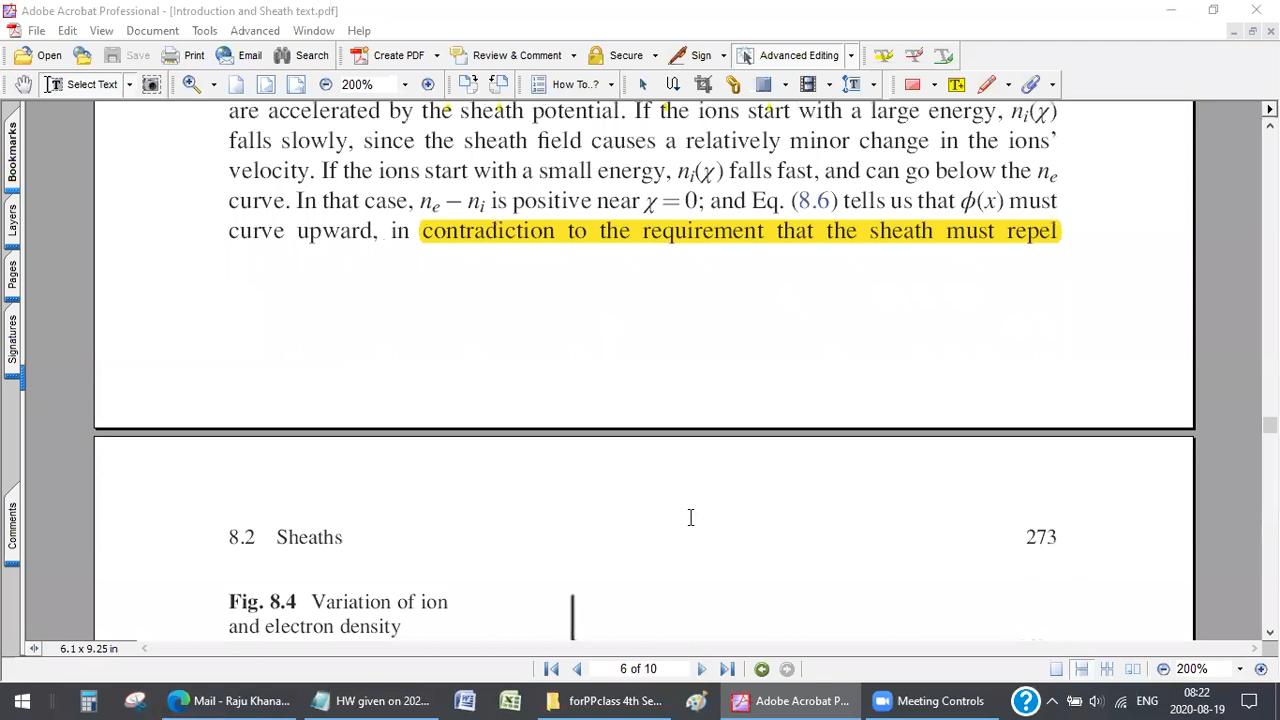 Adobe Acrobat Professional - [Introduction and Sheath text.pdf]
File Edit View Document Tools Advanced Window Help
Open Save Print Email Search Create PDF Review & Comment Secure Sign Advanced Editing
Select Text 200% How To..?
Bookmarks
Layers
Pages
Signatures
Comments
are accelerated by the sheath potential. If the ions start with a large energy, nᵢ(χ)
falls slowly, since the sheath field causes a relatively minor change in the ions’
velocity. If the ions start with a small energy, nᵢ(χ) falls fast, and can go below the nₑ
curve. In that case, nₑ − nᵢ is positive near χ = 0; and Eq. (8.6) tells us that ϕ(x) must
curve upward, in contradiction to the requirement that the sheath must repel
8.2 Sheaths 273
Fig. 8.4 Variation of ion
and electron density
6.1 x 9.25 in
6 of 10 200%
Mail - Raju Khana... HW given on 202... forPPclass 4th Se... Adobe Acrobat P... Meeting Controls ENG 08:22
2020-08-19